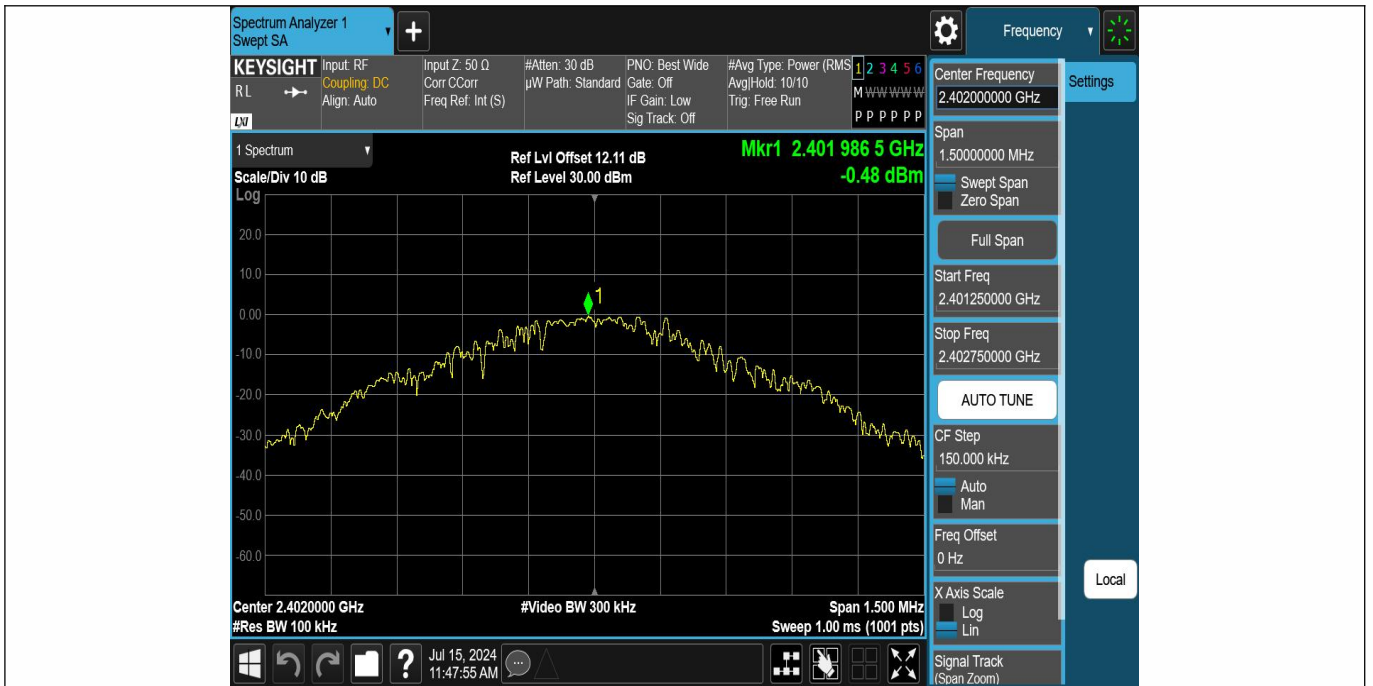 Spectrum Analyzer 1
Swept SA
+
Frequency
KEYSIGHT
RL
LXI
Input: RF
Coupling: DC
Align: Auto
Input Z: 50 Ω
Corr CCorr
Freq Ref: Int (S)
#Atten: 30 dB
µW Path: Standard
PNO: Best Wide
Gate: Off
IF Gain: Low
Sig Track: Off
#Avg Type: Power (RMS
Avg|Hold: 10/10
Trig: Free Run
1 2 3 4 5 6
M W W W W W
P P P P P P
1 Spectrum
Scale/Div 10 dB
Log
Ref Lvl Offset 12.11 dB
Ref Level 30.00 dBm
Mkr1 2.401 986 5 GHz
-0.48 dBm
20.0
10.0
0.00
-10.0
-20.0
-30.0
-40.0
-50.0
-60.0
1
Center 2.4020000 GHz
#Res BW 100 kHz
#Video BW 300 kHz
Span 1.500 MHz
Sweep 1.00 ms (1001 pts)
?
Jul 15, 2024
11:47:55 AM
Center Frequency
2.402000000 GHz
Span
1.50000000 MHz
Swept Span
Zero Span
Full Span
Start Freq
2.401250000 GHz
Stop Freq
2.402750000 GHz
AUTO TUNE
CF Step
150.000 kHz
Auto
Man
Freq Offset
0 Hz
X Axis Scale
Log
Lin
Signal Track
(Span Zoom)
Settings
Local